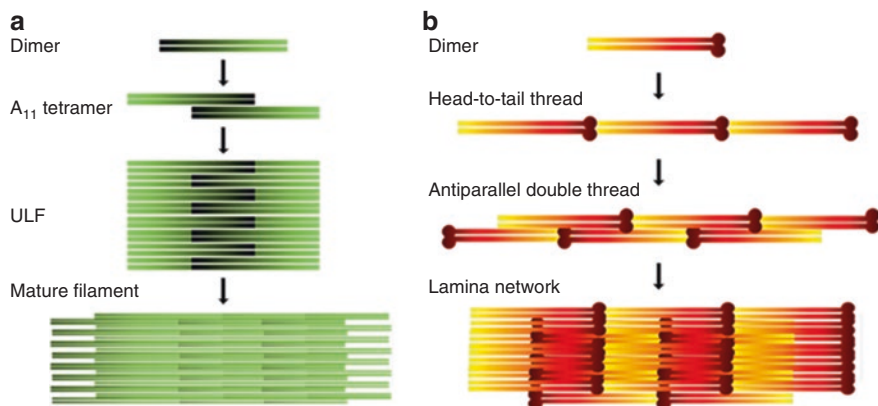 a
Dimer
A₁₁ tetramer
ULF
Mature filament
b
Dimer
Head-to-tail thread
Antiparallel double thread
Lamina network